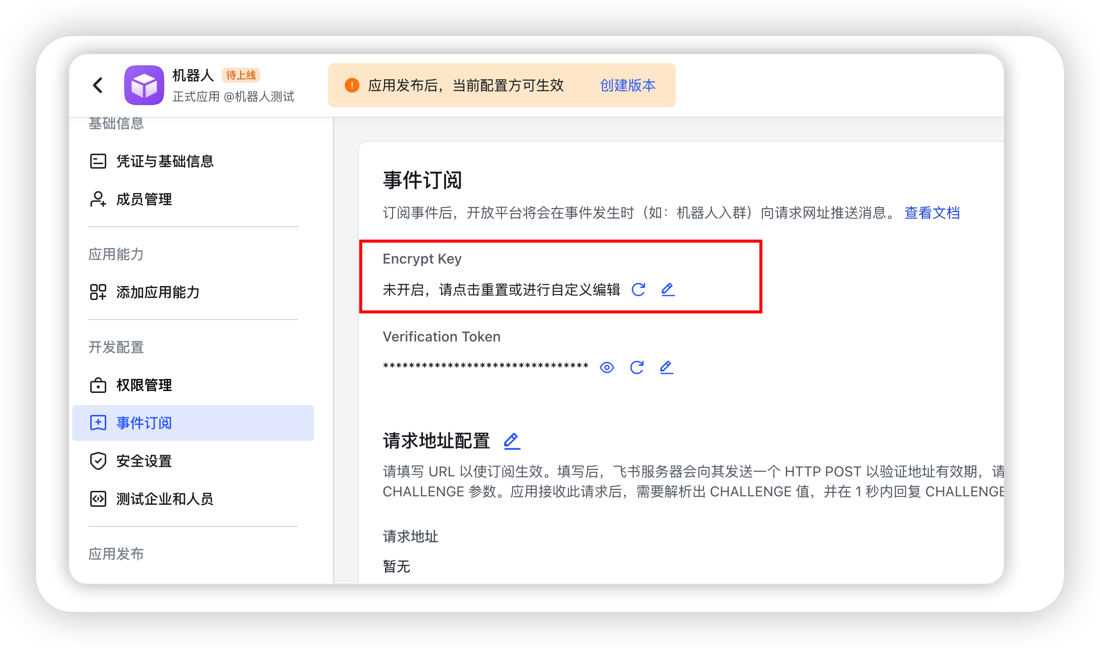 机器人 待上线
正式应用 @机器人测试
应用发布后，当前配置方可生效 创建版本
基础信息
凭证与基础信息
成员管理
应用能力
添加应用能力
开发配置
权限管理
事件订阅
安全设置
测试企业和人员
应用发布
事件订阅
订阅事件后，开放平台将会在事件发生时（如：机器人入群）向请求网址推送消息。 查看文档
Encrypt Key
未开启，请点击重置或进行自定义编辑
Verification Token
********************************
请求地址配置
请填写 URL 以使订阅生效。填写后，飞书服务器会向其发送一个 HTTP POST 以验证地址有效期，请
CHALLENGE 参数。应用接收此请求后，需要解析出 CHALLENGE 值，并在 1 秒内回复 CHALLENGE
请求地址
暂无